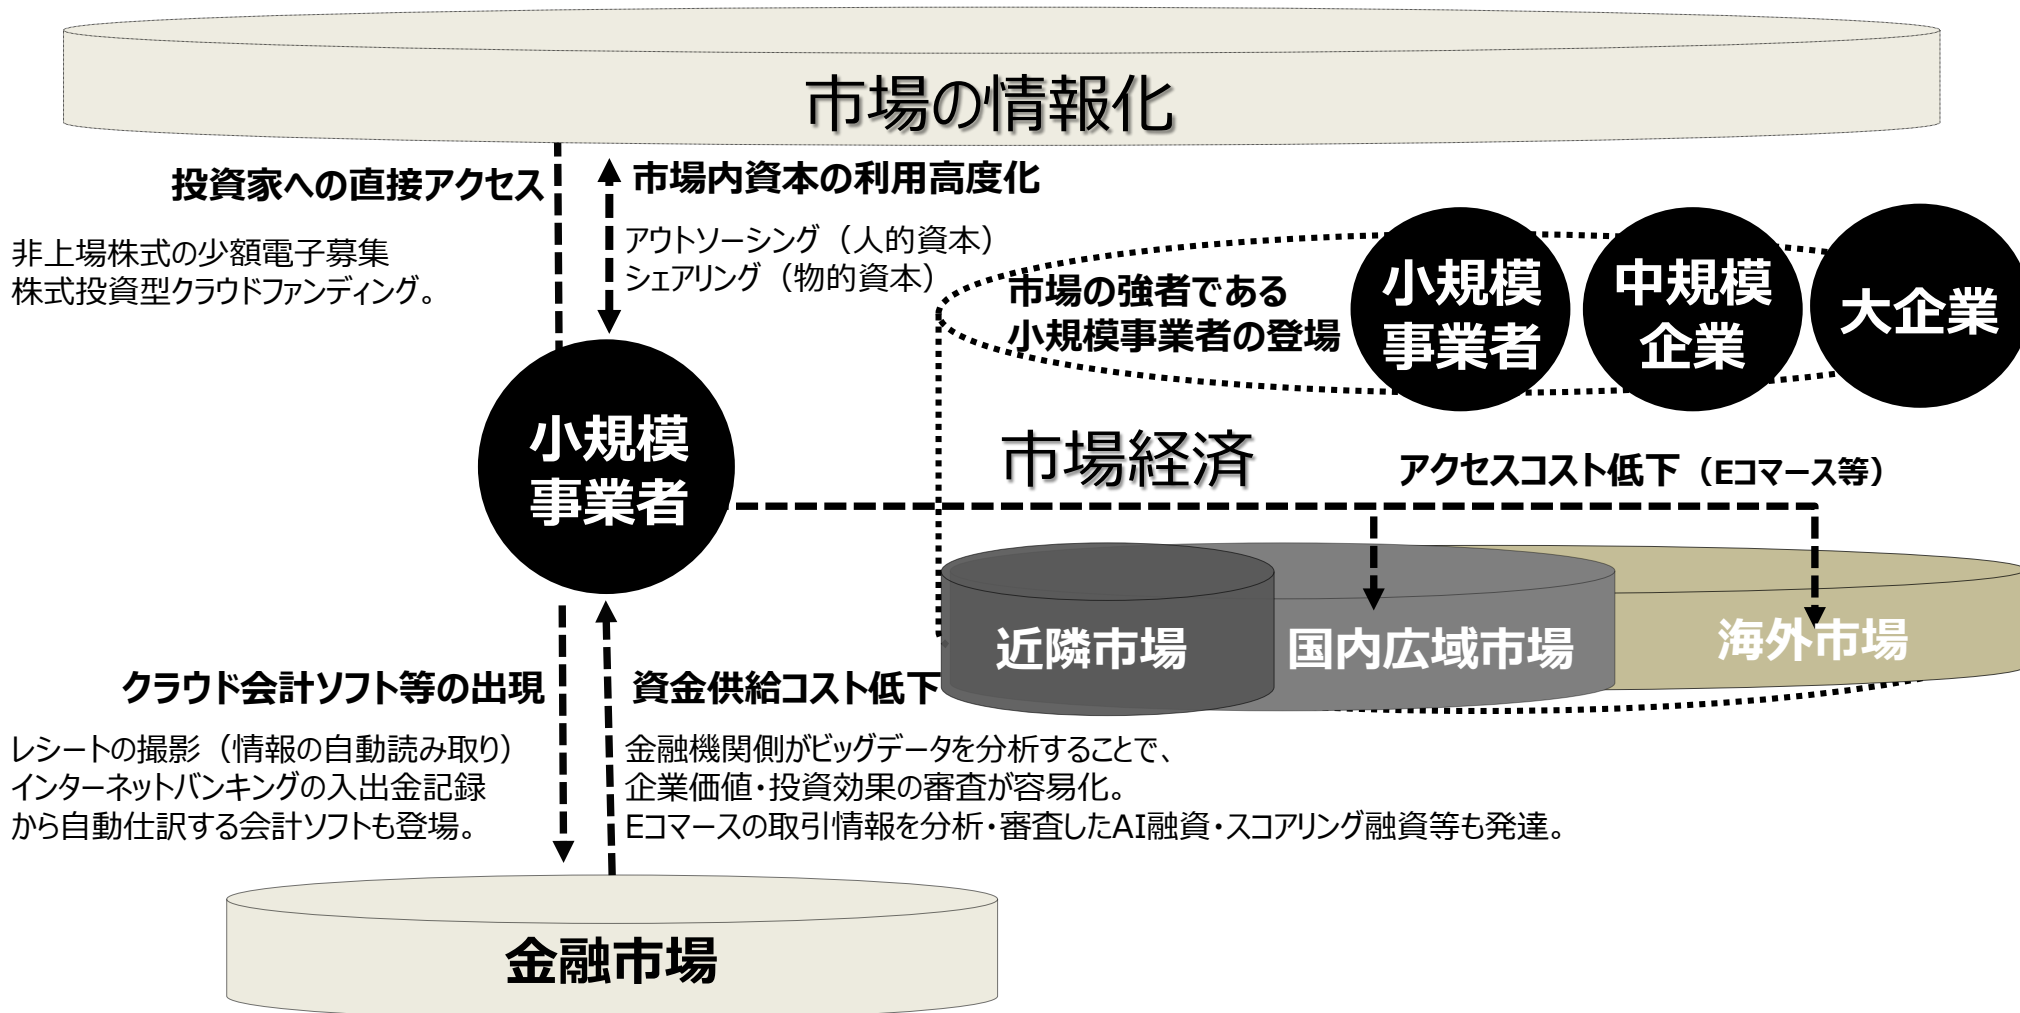 市場の情報化
投資家への直接アクセス
非上場株式の少額電子募集
株式投資型クラウドファンディング。
市場内資本の利用高度化
アウトソーシング（人的資本）
シェアリング（物的資本）
市場の強者である
小規模事業者の登場
小規模
事業者
中規模
企業
大企業
小規模
事業者
市場経済
アクセスコスト低下（Eコマース等）
近隣市場
国内広域市場
海外市場
クラウド会計ソフト等の出現
レシートの撮影（情報の自動読み取り）
インターネットバンキングの入出金記録
から自動仕訳する会計ソフトも登場。
資金供給コスト低下
金融機関側がビッグデータを分析することで、
企業価値・投資効果の審査が容易化。
Eコマースの取引情報を分析・審査したAI融資・スコアリング融資等も発達。
金融市場